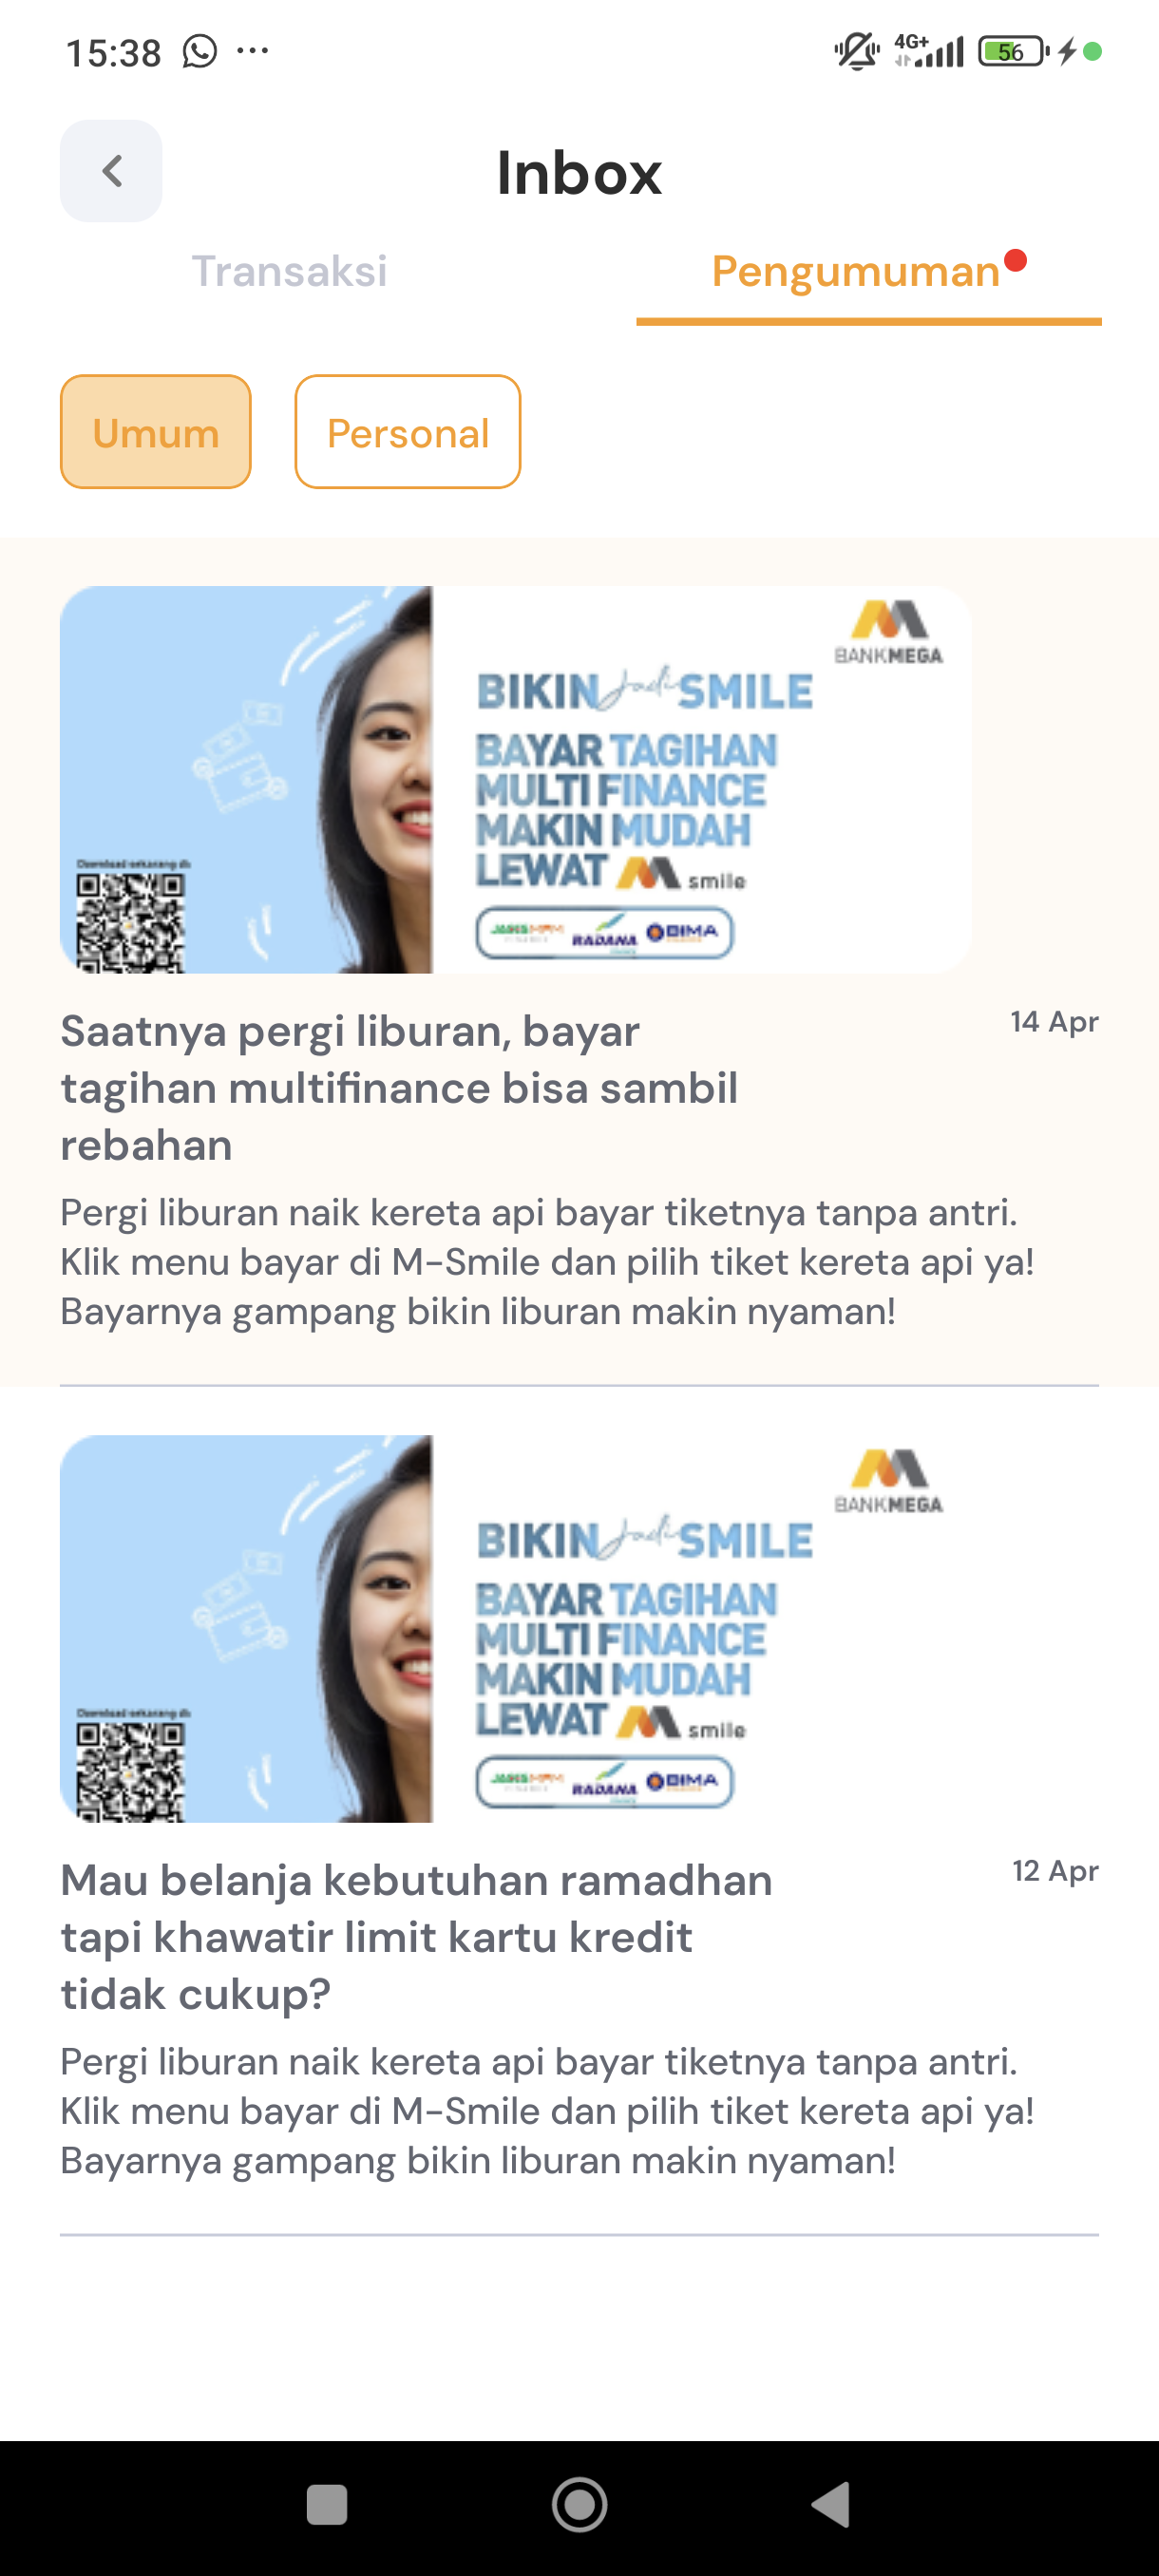 15:38
4G+
56
Inbox
Transaksi
Pengumuman
Umum
Personal
BANKMEGA
BIKIN Jadi SMILE
BAYAR TAGIHAN
MULTI FINANCE
MAKIN MUDAH
LEWAT M smile
Download sekarang di
RADANA BIMA
Saatnya pergi liburan, bayar
tagihan multifinance bisa sambil
rebahan
14 Apr
Pergi liburan naik kereta api bayar tiketnya tanpa antri.
Klik menu bayar di M-Smile dan pilih tiket kereta api ya!
Bayarnya gampang bikin liburan makin nyaman!
BANKMEGA
BIKIN Jadi SMILE
BAYAR TAGIHAN
MULTI FINANCE
MAKIN MUDAH
LEWAT M smile
Download sekarang di
RADANA BIMA
Mau belanja kebutuhan ramadhan
tapi khawatir limit kartu kredit
tidak cukup?
12 Apr
Pergi liburan naik kereta api bayar tiketnya tanpa antri.
Klik menu bayar di M-Smile dan pilih tiket kereta api ya!
Bayarnya gampang bikin liburan makin nyaman!